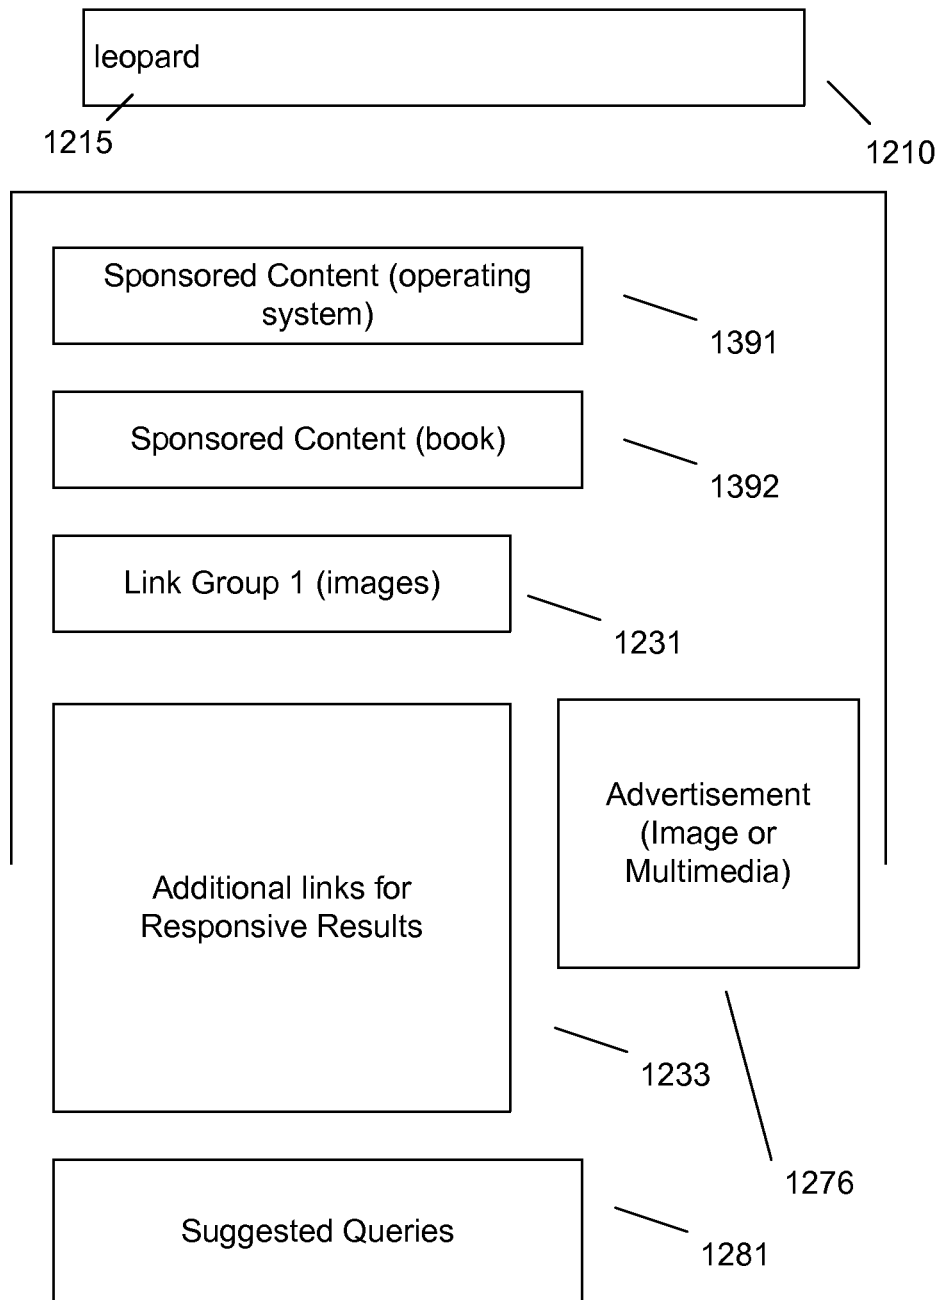 leopard
1215
1210
Sponsored Content (operating
system)
1391
Sponsored Content (book)
1392
Link Group 1 (images)
1231
Advertisement
(Image or
Multimedia)
Additional links for
Responsive Results
1233
1276
Suggested Queries
1281